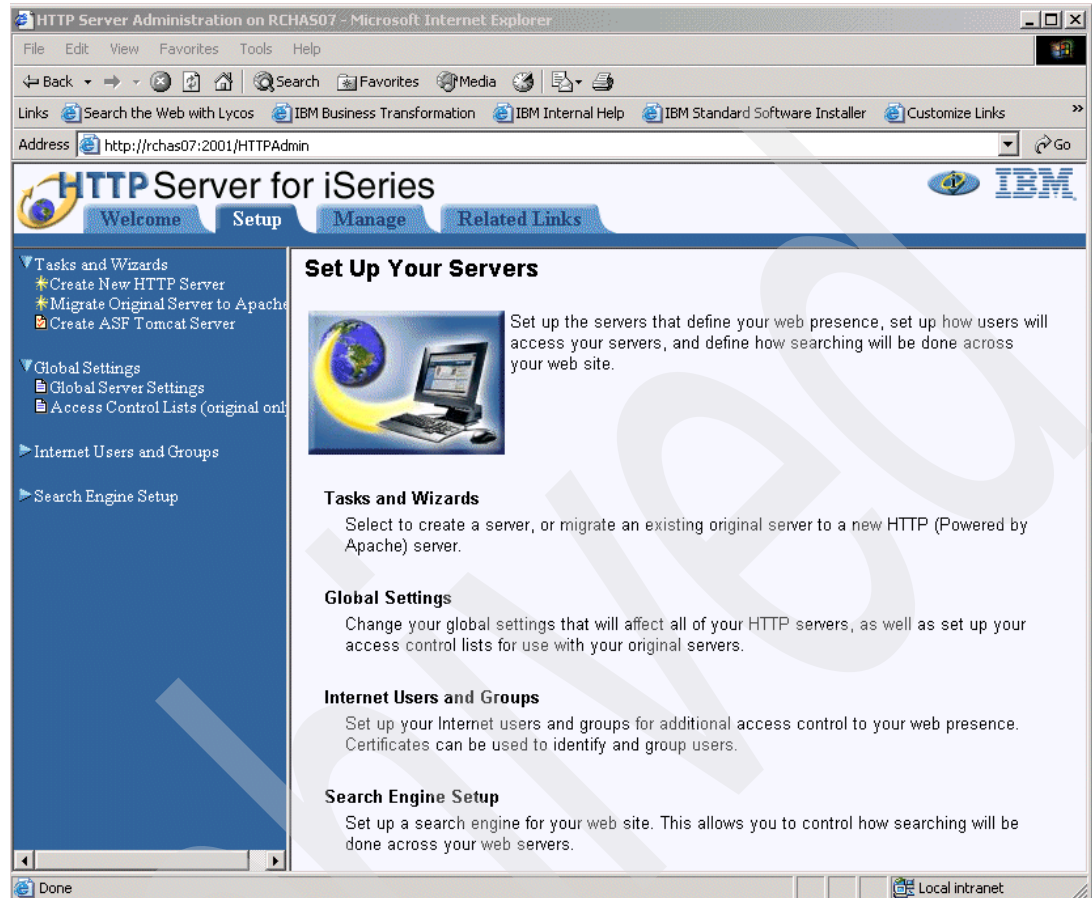 HTTP Server Administration on RCHAS07 - Microsoft Internet Explorer
File Edit View Favorites Tools Help
Back Search Favorites Media
Links Search the Web with Lycos IBM Business Transformation IBM Internal Help IBM Standard Software Installer Customize Links »
Address http://rchas07:2001/HTTPAdmin Go
HTTP Server for iSeries IBM
Welcome Setup Manage Related Links
Tasks and Wizards
Create New HTTP Server
Migrate Original Server to Apache
Create ASF Tomcat Server
Global Settings
Global Server Settings
Access Control Lists (original onl
Internet Users and Groups
Search Engine Setup
Set Up Your Servers
Set up the servers that define your web presence, set up how users will
access your servers, and define how searching will be done across
your web site.
Tasks and Wizards
Select to create a server, or migrate an existing original server to a new HTTP (Powered by
Apache) server.
Global Settings
Change your global settings that will affect all of your HTTP servers, as well as set up your
access control lists for use with your original servers.
Internet Users and Groups
Set up your Internet users and groups for additional access control to your web presence.
Certificates can be used to identify and group users.
Search Engine Setup
Set up a search engine for your web site. This allows you to control how searching will be
done across your web servers.
Done Local intranet